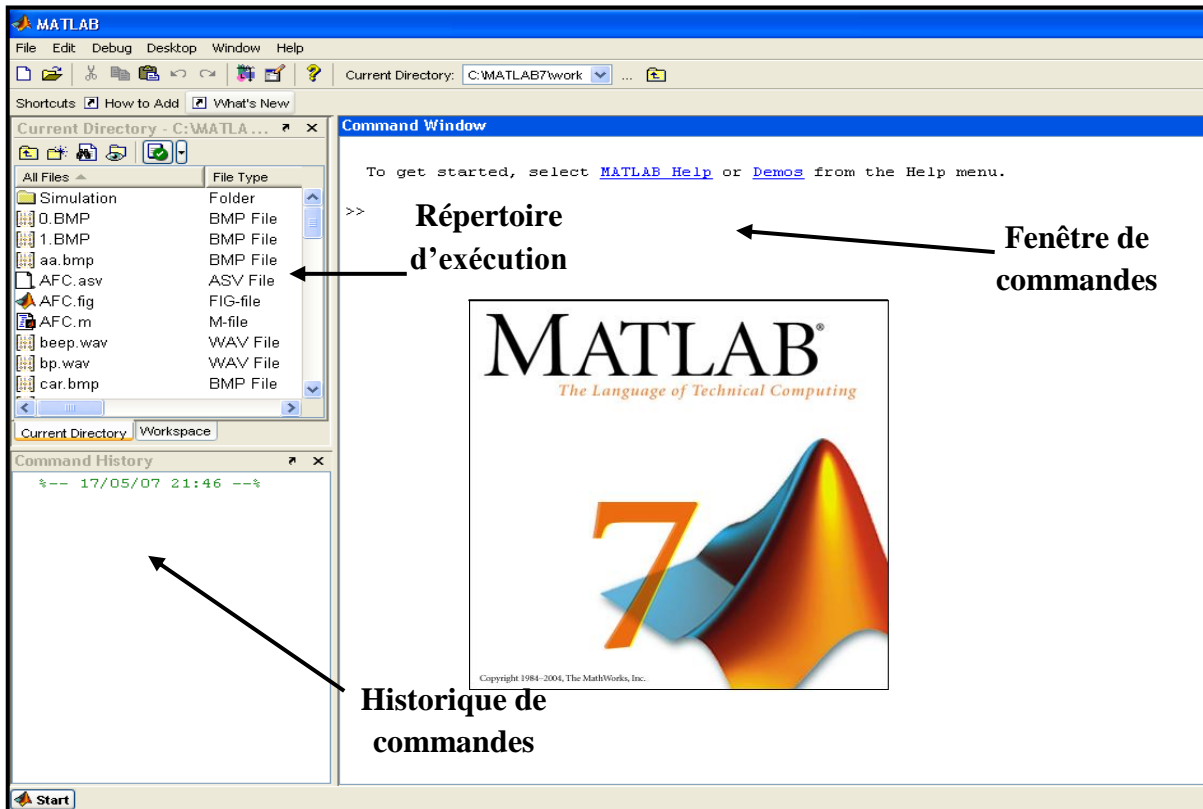 MATLAB
File Edit Debug Desktop Window Help
Current Directory: C:\MATLAB7\work ...
Shortcuts How to Add What's New
Current Directory - C:\MATLA...
All Files File Type
Simulation Folder
0.BMP BMP File
1.BMP BMP File
aa.bmp BMP File
AFC.asv ASV File
AFC.fig FIG-file
AFC.m M-file
beep.wav WAV File
bp.wav WAV File
car.bmp BMP File
Current Directory Workspace
Command History
%-- 17/05/07 21:46 --%
Command Window
To get started, select MATLAB Help or Demos from the Help menu.
>>
Répertoire
d’exécution
Fenêtre de
commandes
MATLAB®
The Language of Technical Computing
7
Copyright 1984–2004, The MathWorks, Inc.
Historique de
commandes
Start